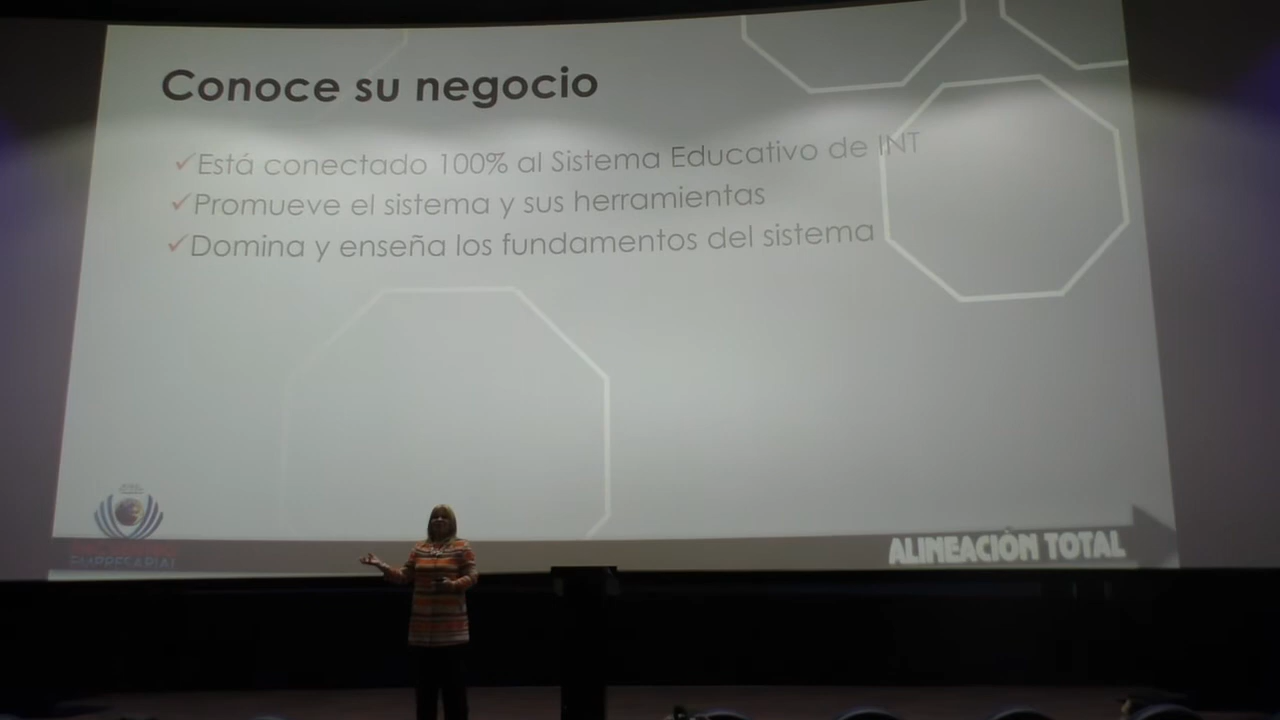 Conoce su negocio
✓Está conectado 100% al Sistema Educativo de INT
✓Promueve el sistema y sus herramientas
✓Domina y enseña los fundamentos del sistema
EMPRESARIAL
ALINEACIÓN TOTAL